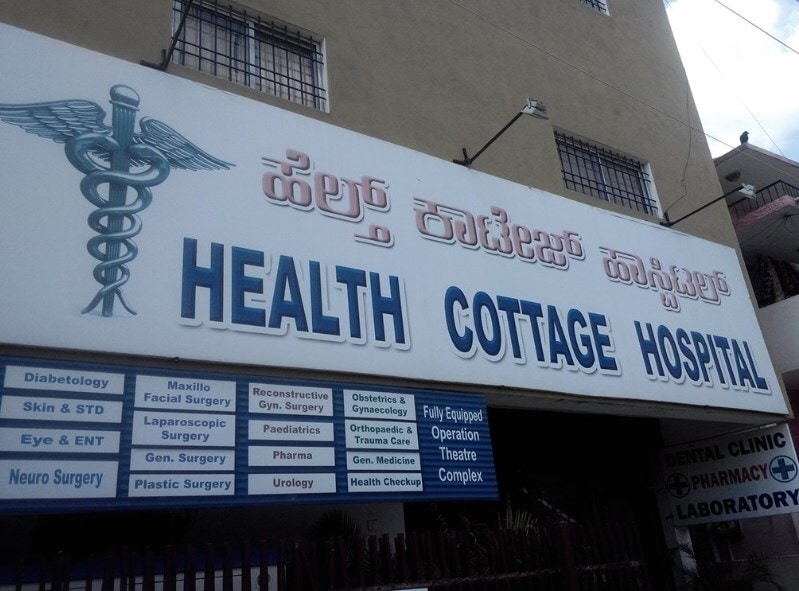 ಹೆಲ್ತ್ ಕಾಟೇಜ್ ಹಾಸ್ಪಿಟಲ್
HEALTH COTTAGE HOSPITAL
Diabetology
Skin & STD
Eye & ENT
Neuro Surgery
Maxillo
Facial Surgery
Laparoscopic
Surgery
Gen. Surgery
Plastic Surgery
Reconstructive
Gyn. Surgery
Paediatrics
Pharma
Urology
Obstetrics &
Gynaecology
Orthopaedic &
Trauma Care
Gen. Medicine
Health Checkup
Fully Equipped
Operation
Theatre
Complex
DENTAL CLINIC
PHARMACY
LABORATORY